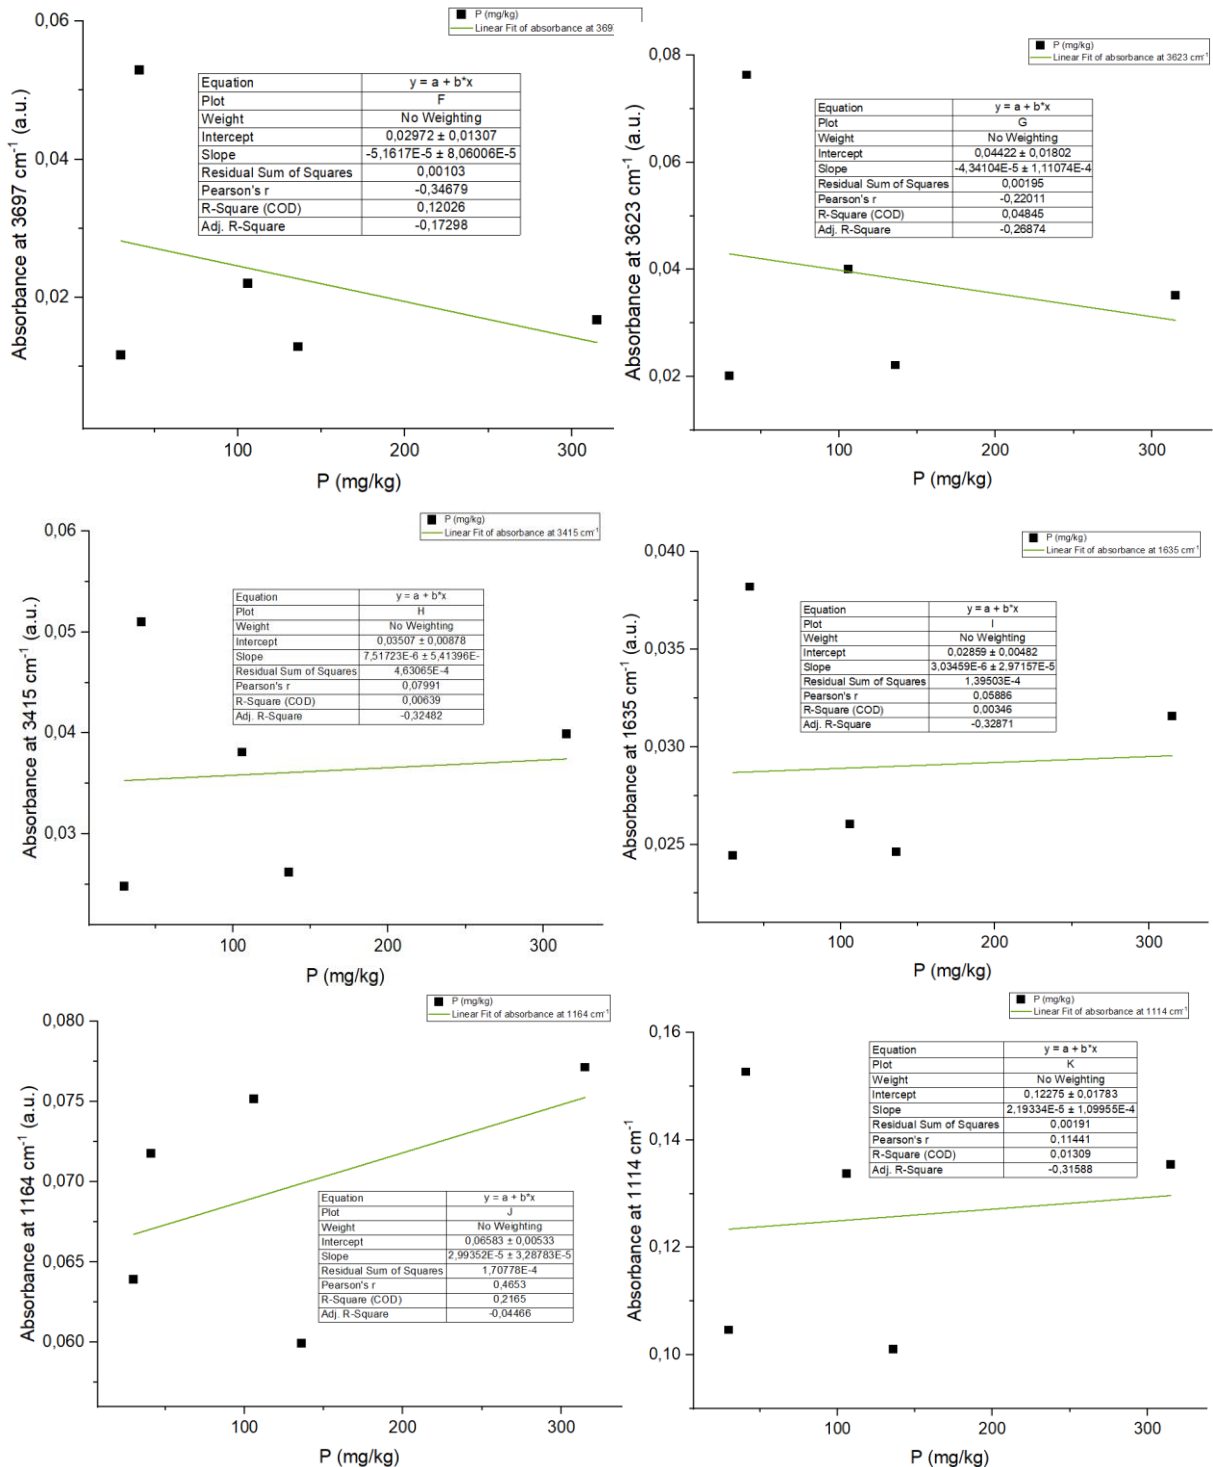 P (mg/kg)
Linear Fit of absorbance at 369
Absorbance at 3697 cm⁻¹ (a.u.)
0,06
0,04
0,02
Equation y = a + b*x
Plot F
Weight No Weighting
Intercept 0,02972 ± 0,01307
Slope -5,1617E-5 ± 8,06006E-5
Residual Sum of Squares 0,00103
Pearson's r -0,34679
R-Square (COD) 0,12026
Adj. R-Square -0,17298
100 200 300
P (mg/kg)
P (mg/kg)
Linear Fit of absorbance at 3623 cm⁻¹
Absorbance at 3623 cm⁻¹ (a.u.)
0,08
0,06
0,04
0,02
Equation y = a + b*x
Plot G
Weight No Weighting
Intercept 0,04422 ± 0,01802
Slope -4,34104E-5 ± 1,11074E-4
Residual Sum of Squares 0,00195
Pearson's r -0,22011
R-Square (COD) 0,04845
Adj. R-Square -0,26874
100 200 300
P (mg/kg)
P (mg/kg)
Linear Fit of absorbance at 3415 cm⁻¹
Absorbance at 3415 cm⁻¹ (a.u.)
0,06
0,05
0,04
0,03
Equation y = a + b*x
Plot H
Weight No Weighting
Intercept 0,03507 ± 0,00878
Slope 7,51723E-6 ± 5,41396E-
Residual Sum of Squares 4,63065E-4
Pearson's r 0,07991
R-Square (COD) 0,00639
Adj. R-Square -0,32482
100 200 300
P (mg/kg)
P (mg/kg)
Linear Fit of absorbance at 1635 cm⁻¹
Absorbance at 1635 cm⁻¹ (a.u.)
0,040
0,035
0,030
0,025
Equation y = a + b*x
Plot I
Weight No Weighting
Intercept 0,02859 ± 0,00482
Slope 3,03459E-6 ± 2,97157E-5
Residual Sum of Squares 1,39503E-4
Pearson's r 0,05886
R-Square (COD) 0,00346
Adj. R-Square -0,32871
100 200 300
P (mg/kg)
P (mg/kg)
Linear Fit of absorbance at 1164 cm⁻¹
Absorbance at 1164 cm⁻¹ (a.u.)
0,080
0,075
0,070
0,065
0,060
Equation y = a + b*x
Plot J
Weight No Weighting
Intercept 0,06583 ± 0,00533
Slope 2,99352E-5 ± 3,28783E-5
Residual Sum of Squares 1,70778E-4
Pearson's r 0,4653
R-Square (COD) 0,2165
Adj. R-Square -0,04466
100 200 300
P (mg/kg)
P (mg/kg)
Linear Fit of absorbance at 1114 cm⁻¹
Absorbance at 1114 cm⁻¹ (a.u.)
0,16
0,14
0,12
0,10
Equation y = a + b*x
Plot K
Weight No Weighting
Intercept 0,12275 ± 0,01783
Slope 2,19334E-5 ± 1,09955E-4
Residual Sum of Squares 0,00191
Pearson's r 0,11441
R-Square (COD) 0,01309
Adj. R-Square -0,31588
100 200 300
P (mg/kg)